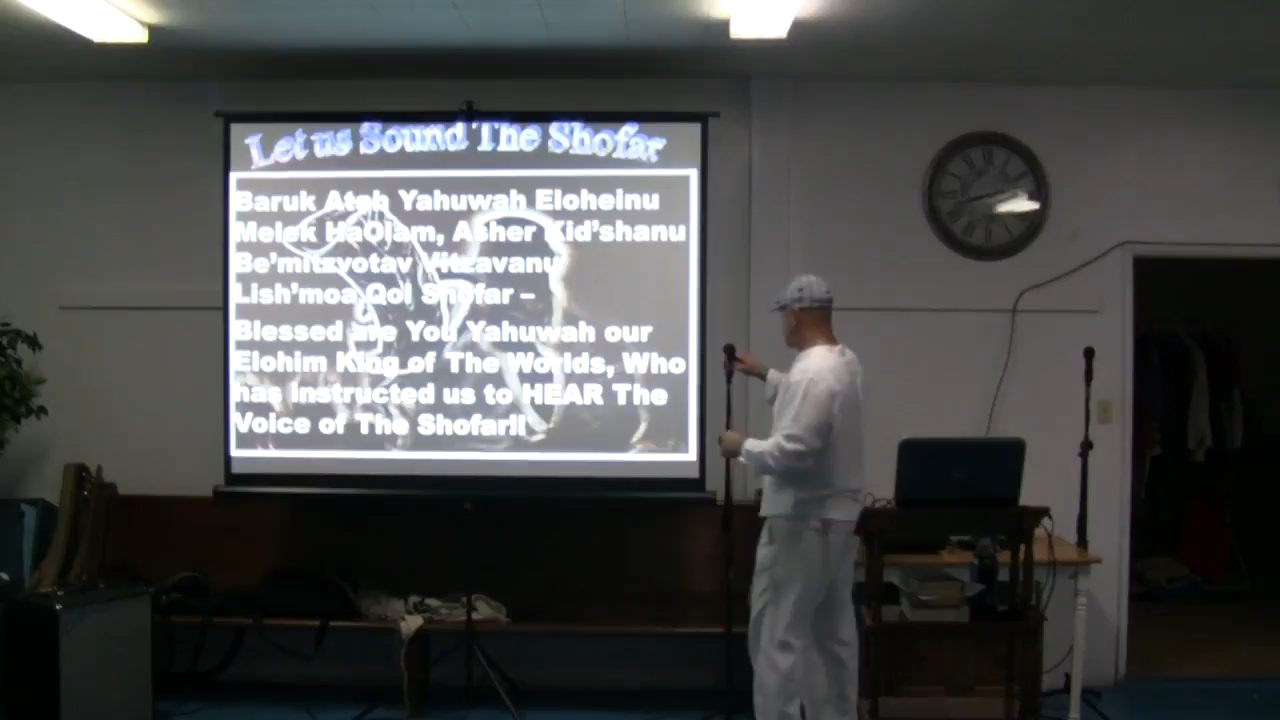 Let us Sound The Shofar
Baruk Atah Yahuwah Eloheinu
Melek HaOlam, Asher Kid'shanu
Be'mitzvotav Vitzavanu
Lish'moa Qol Shofar –
Blessed are You Yahuwah our
Elohim King of The Worlds, Who
has instructed us to HEAR The
Voice of The Shofar!!